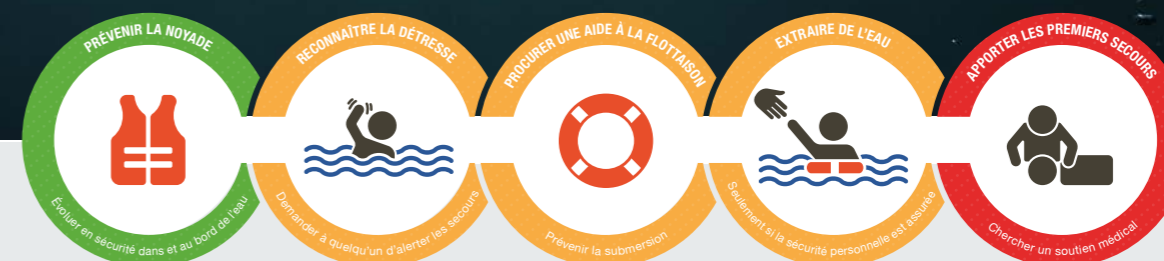 PRÉVENIR LA NOYADE
Évoluer en sécurité dans et au bord de l'eau
RECONNAÎTRE LA DÉTRESSE
Demander à quelqu'un d'alerter les secours
PROCURER UNE AIDE À LA FLOTTAISON
Prévenir la submersion
EXTRAIRE DE L'EAU
Seulement si la sécurité personnelle est assurée
APPORTER LES PREMIERS SECOURS
Chercher un soutien médical